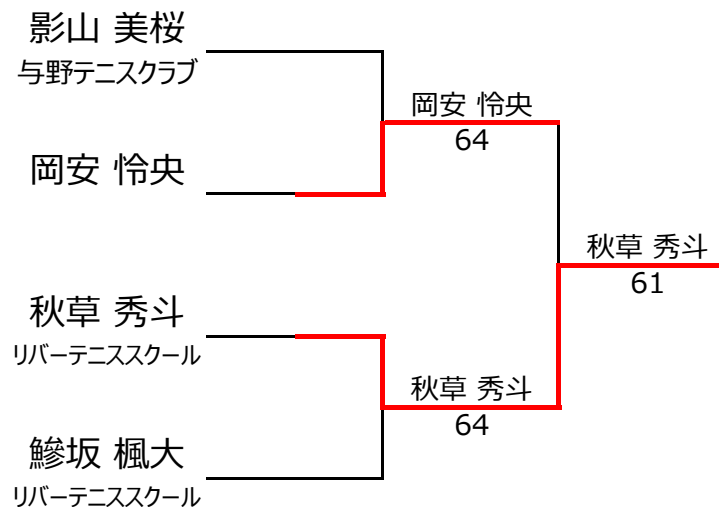 影山 美桜
与野テニスクラブ
岡安 怜央
秋草 秀斗
リバーテニススクール
鰺坂 楓大
リバーテニススクール
岡安 怜央
64
秋草 秀斗
64
秋草 秀斗
61